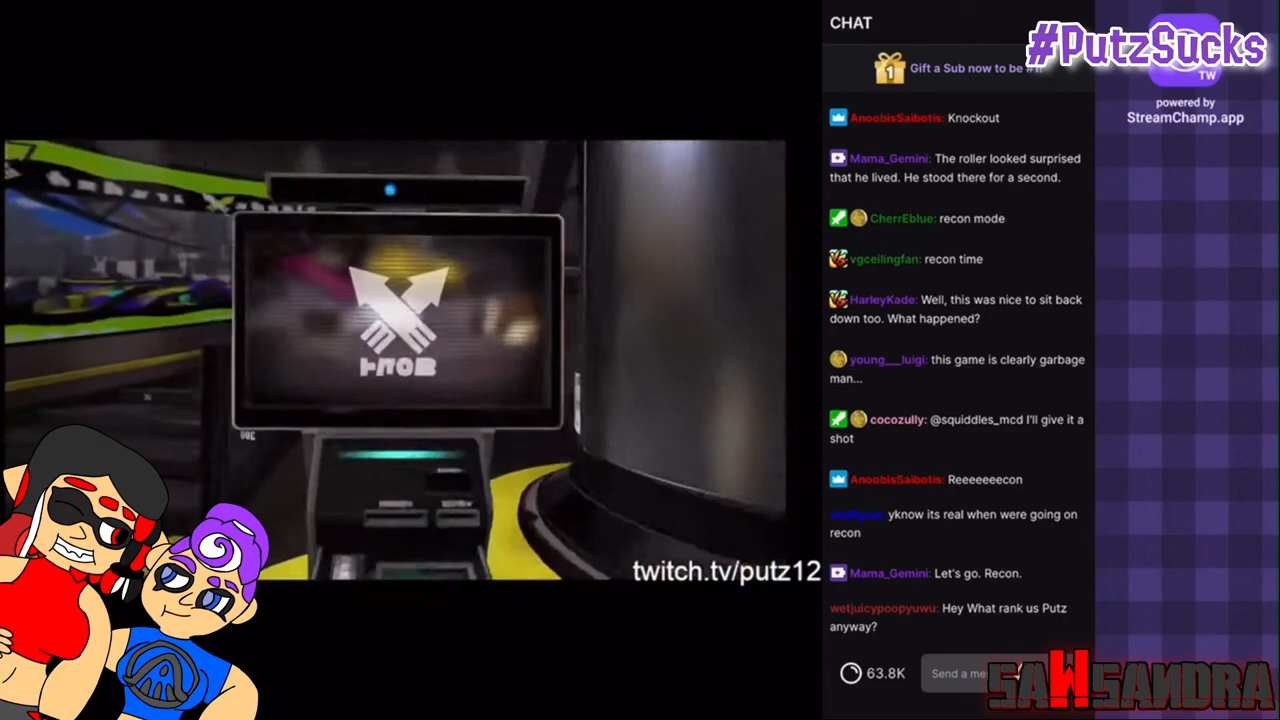 CHAT
#PutzSucks
1
Gift a Sub now to be #1!
TW
powered by
StreamChamp.app
AnoobisSaibotis: Knockout
Mama_Gemini: The roller looked surprised
that he lived. He stood there for a second.
CherrEblue: recon mode
vgceilingfan: recon time
HarleyKade: Well, this was nice to sit back
down too. What happened?
young___luigi: this game is clearly garbage
man...
cocozully: @squiddles_mcd I'll give it a
shot
AnoobisSaibotis: Reeeeeeecon
yknow its real when were going on
recon
Mama_Gemini: Let's go. Recon.
wetjuicypoopyuwu: Hey What rank us Putz
anyway?
twitch.tv/putz12
63.8K
Send a me
SAWSANDRA